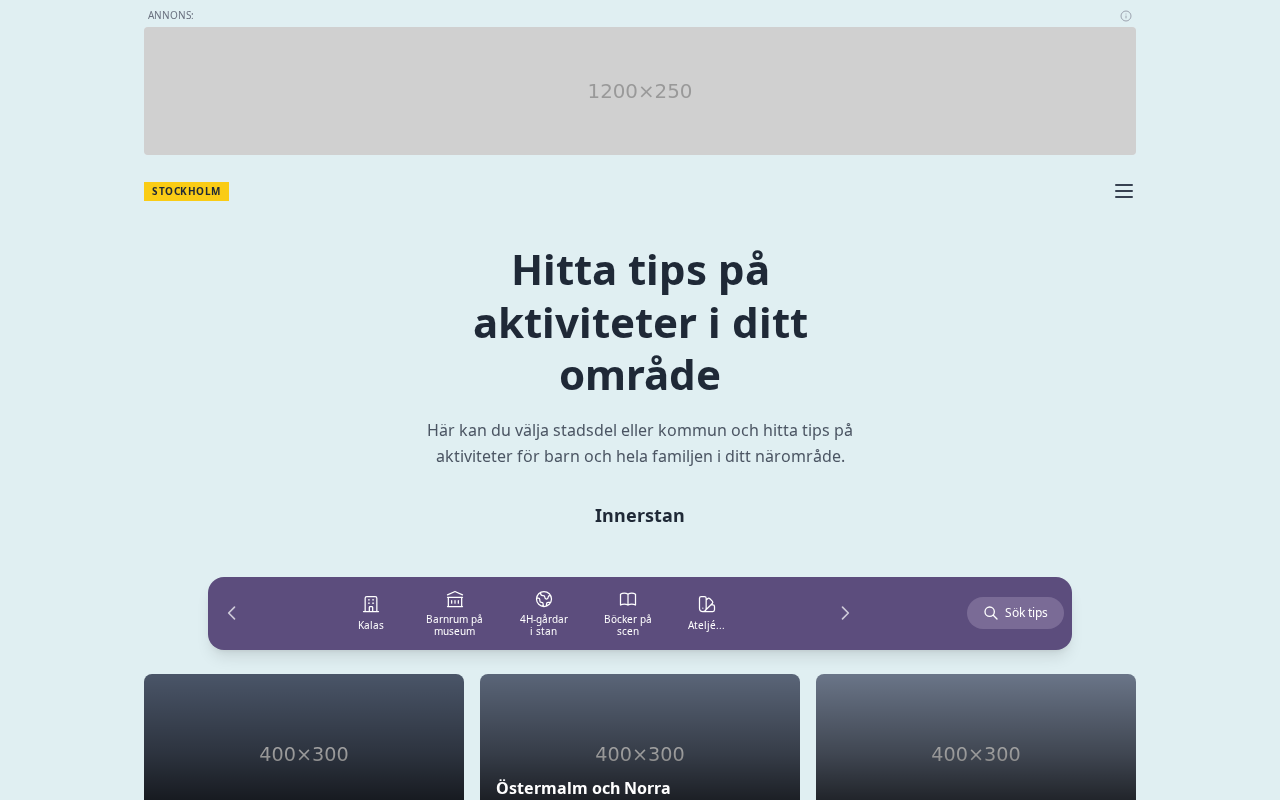 ANNONS:
1200×250
STOCKHOLM
Hitta tips på
aktiviteter i ditt
område
Här kan du välja stadsdel eller kommun och hitta tips på
aktiviteter för barn och hela familjen i ditt närområde.
Innerstan
Kalas
Barnrum på
museum
4H-gårdar
i stan
Böcker på
scen
Ateljé...
Sök tips
400×300
400×300
400×300
Östermalm och Norra